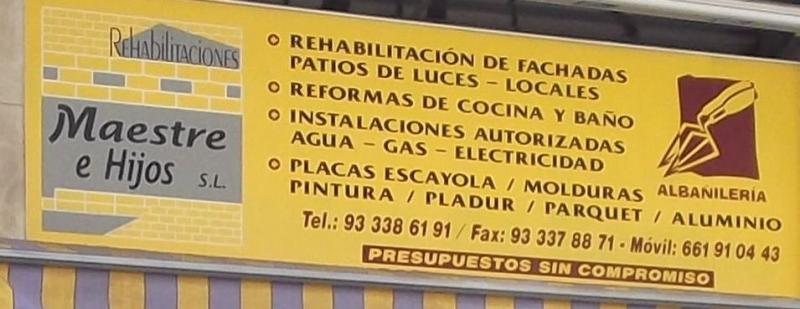 REHABILITACIONES
Maestre
e Hijos S.L.
REHABILITACIÓN DE FACHADAS
PATIOS DE LUCES – LOCALES
REFORMAS DE COCINA Y BAÑO
INSTALACIONES AUTORIZADAS
AGUA – GAS – ELECTRICIDAD
PLACAS ESCAYOLA / MOLDURAS
PINTURA / PLADUR / PARQUET / ALUMINIO
ALBAÑILERÍA
Tel.: 93 338 61 91 / Fax: 93 337 88 71 - Móvil: 661 91 04 43
PRESUPUESTOS SIN COMPROMISO